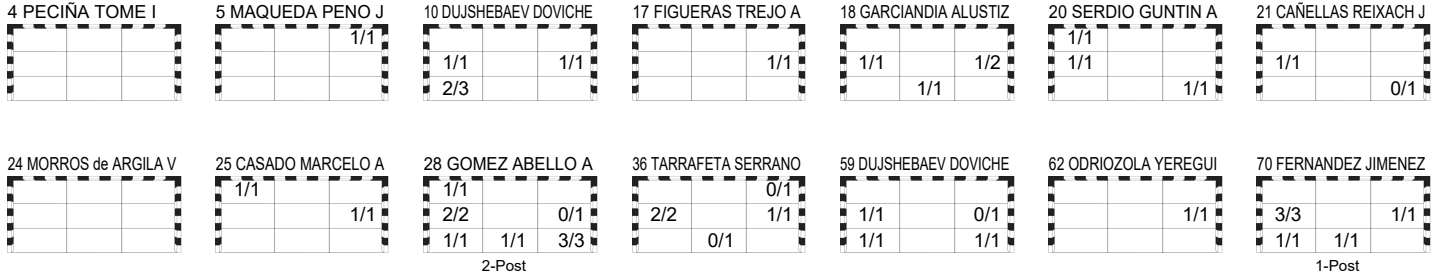 4 PECIÑA TOME I 5 MAQUEDA PENO J 10 DUJSHEBAEV DOVICHE 17 FIGUERAS TREJO A 18 GARCIANDIA ALUSTIZ 20 SERDIO GUNTIN A 21 CAÑELLAS REIXACH J
1/1 1/1
1/1 1/1 1/1 1/1 1/2 1/1 1/1
2/3 1/1 1/1 0/1
24 MORROS de ARGILA V 25 CASADO MARCELO A 28 GOMEZ ABELLO A 36 TARRAFETA SERRANO 59 DUJSHEBAEV DOVICHE 62 ODRIOZOLA YEREGUI 70 FERNANDEZ JIMENEZ
1/1 1/1 0/1
1/1 2/2 0/1 2/2 1/1 1/1 0/1 1/1 3/3 1/1
1/1 1/1 3/3 0/1 1/1 1/1 1/1 1/1
2-Post 1-Post